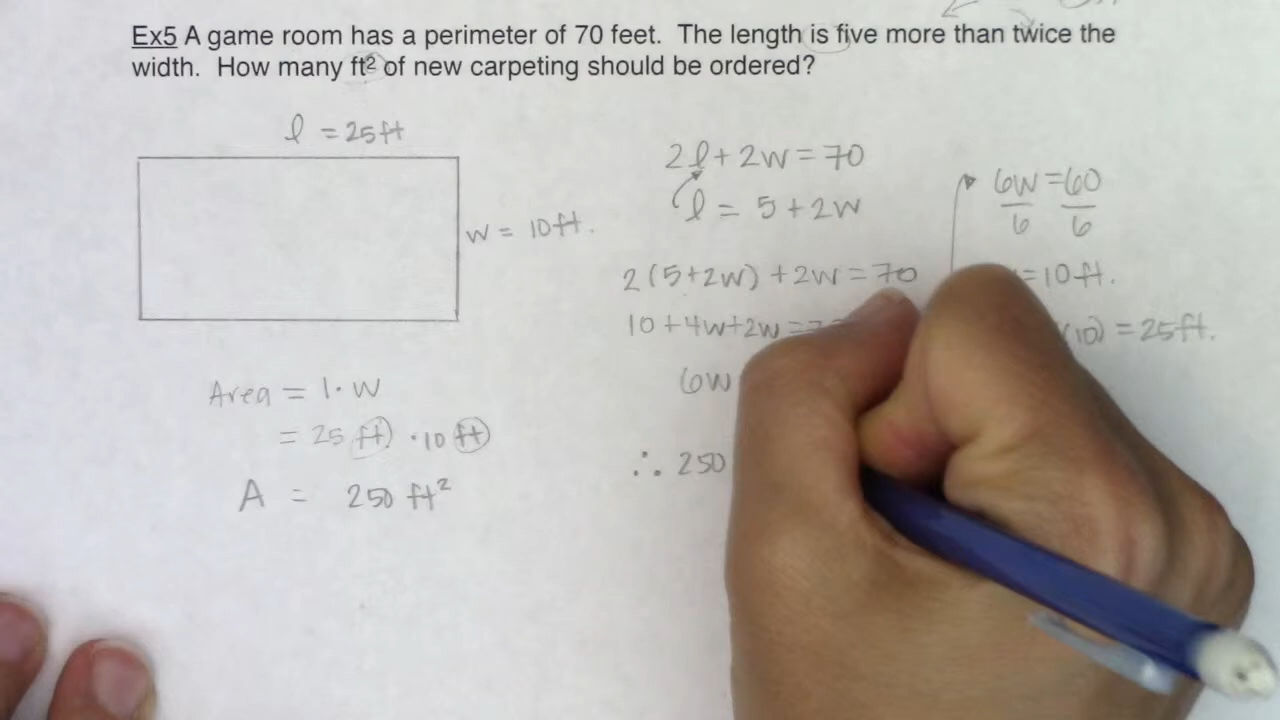 Ex5 A game room has a perimeter of 70 feet. The length is five more than twice the
width. How many ft² of new carpeting should be ordered?
l = 25ft
w = 10ft.
Area = l · w
= 25 ft · 10 ft
A = 250 ft²
2l + 2w = 70
l = 5 + 2w
2(5+2w) + 2w = 70
10+4w+2w =
6w
∴ 250
6w = 60
6 6
= 10ft.
(10) = 25ft.